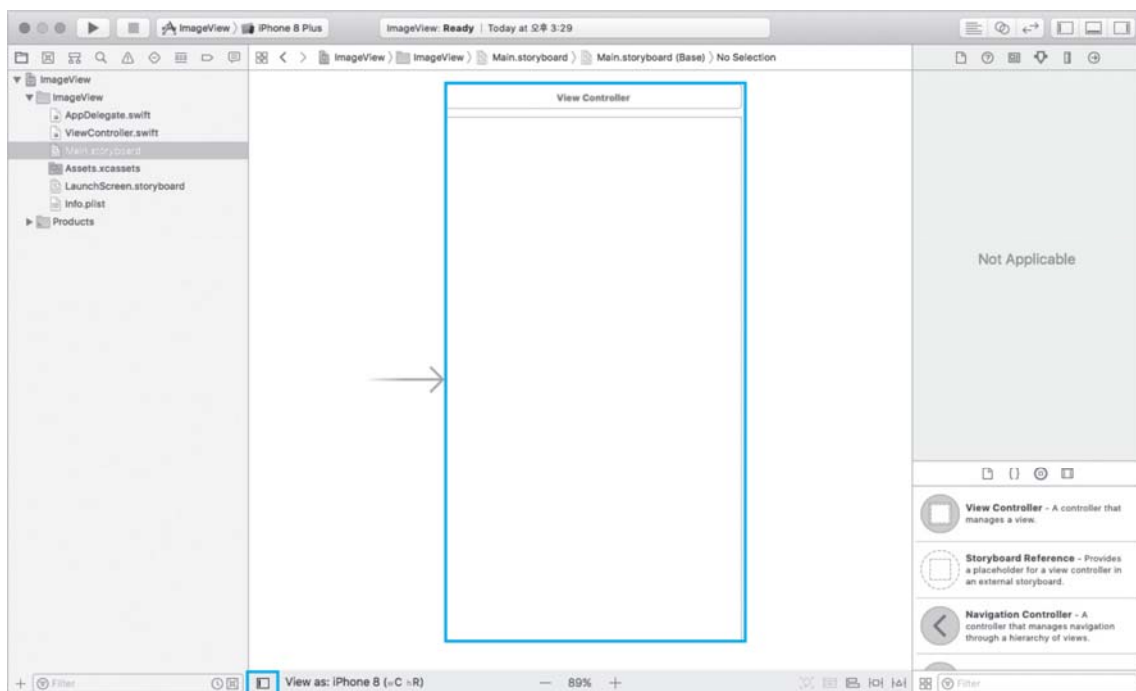 ImageView 〉 iPhone 8 Plus
ImageView: Ready | Today at 오후 3:29
ImageView 〉 ImageView 〉 Main.storyboard 〉 Main.storyboard (Base) 〉 No Selection
ImageView
ImageView
AppDelegate.swift
ViewController.swift
Main.storyboard
Assets.xcassets
LaunchScreen.storyboard
Info.plist
Products
View Controller
Not Applicable
View Controller - A controller that
manages a view.
Storyboard Reference - Provides
a placeholder for a view controller in
an external storyboard.
Navigation Controller - A
controller that manages navigation
through a hierarchy of views.
Filter
View as: iPhone 8 (wC hR)
89%
Filter